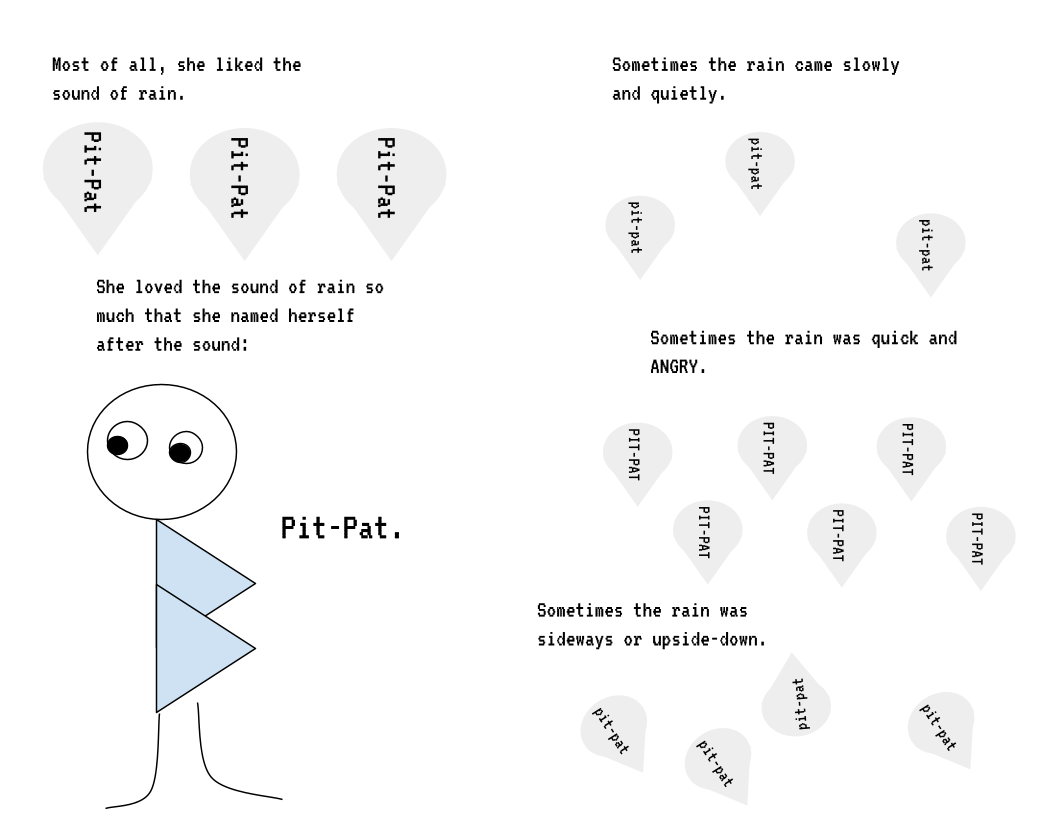 Most of all, she liked the
sound of rain.
Pit-Pat
Pit-Pat
Pit-Pat
She loved the sound of rain so
much that she named herself
after the sound:
Pit-Pat.
Sometimes the rain came slowly
and quietly.
pit-pat
pit-pat
pit-pat
Sometimes the rain was quick and
ANGRY.
PIT-PAT
PIT-PAT
PIT-PAT
PIT-PAT
PIT-PAT
PIT-PAT
Sometimes the rain was
sideways or upside-down.
pit-pat
pit-pat
pit-pat
pit-pat